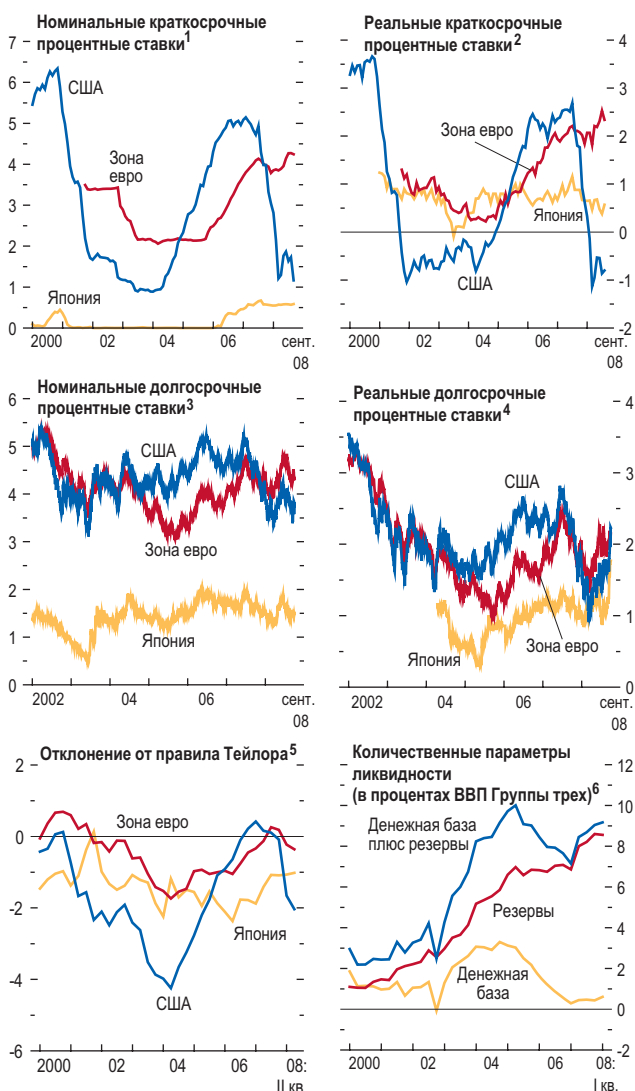 Номинальные краткосрочные
процентные ставки1
7
6
5
4
3
2
1
0
США
Зона
евро
Япония
2000 02 04 06 сент.
08
Реальные краткосрочные
процентные ставки2
4
3
2
1
0
-1
-2
Зона евро
Япония
США
2000 02 04 06 сент.
08
Номинальные долгосрочные
процентные ставки3
6
5
4
3
2
1
0
США
Зона евро
Япония
2002 04 06 сент.
08
Реальные долгосрочные
процентные ставки4
4
3
2
1
0
США
Япония
Зона евро
2002 04 06 сент.
08
Отклонение от правила Тейлора5
2
0
-2
-4
-6
Зона евро
Япония
США
2000 02 04 06 08:
II кв.
Количественные параметры
ликвидности
(в процентах ВВП Группы трех)6
12
10
8
6
4
2
0
-2
Денежная база
плюс резервы
Резервы
Денежная
база
2000 02 04 06 08:
I кв.